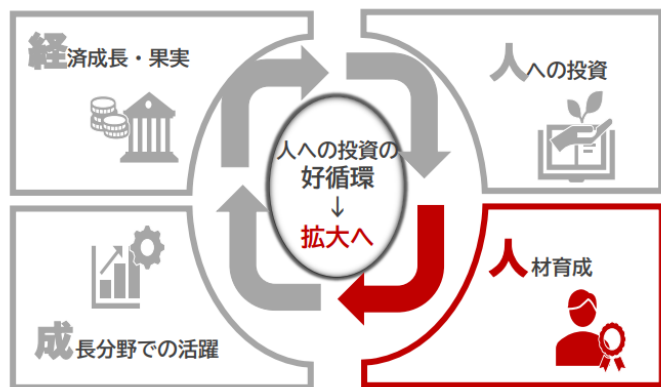 経済成長・果実
人への投資
人への投資の
好循環
↓
拡大へ
成長分野での活躍
人材育成